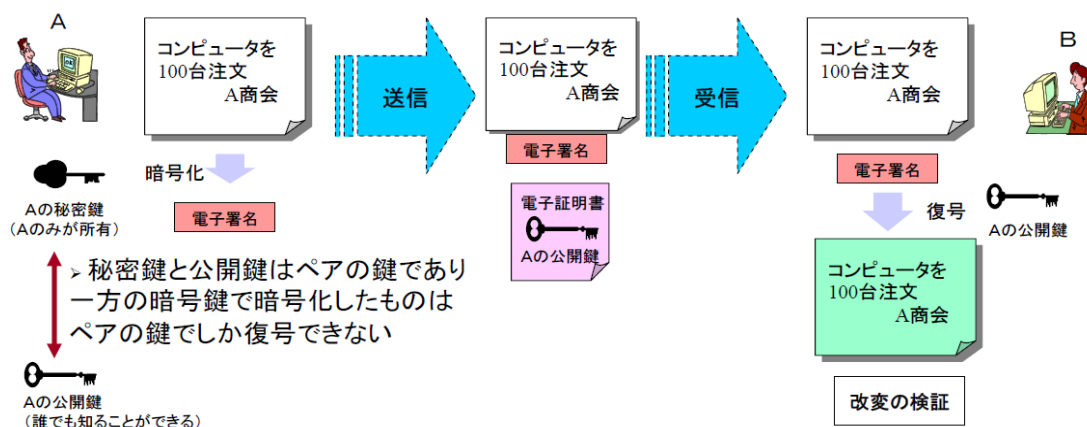 A
コンピュータを
100台注文
A商会
暗号化
電子署名
Aの秘密鍵
(Aのみが所有)
➢ 秘密鍵と公開鍵はペアの鍵であり
一方の暗号鍵で暗号化したものは
ペアの鍵でしか復号できない
Aの公開鍵
(誰でも知ることができる)
送信
コンピュータを
100台注文
A商会
電子署名
電子証明書
Aの公開鍵
受信
コンピュータを
100台注文
A商会
B
電子署名
復号
Aの公開鍵
コンピュータを
100台注文
A商会
改変の検証